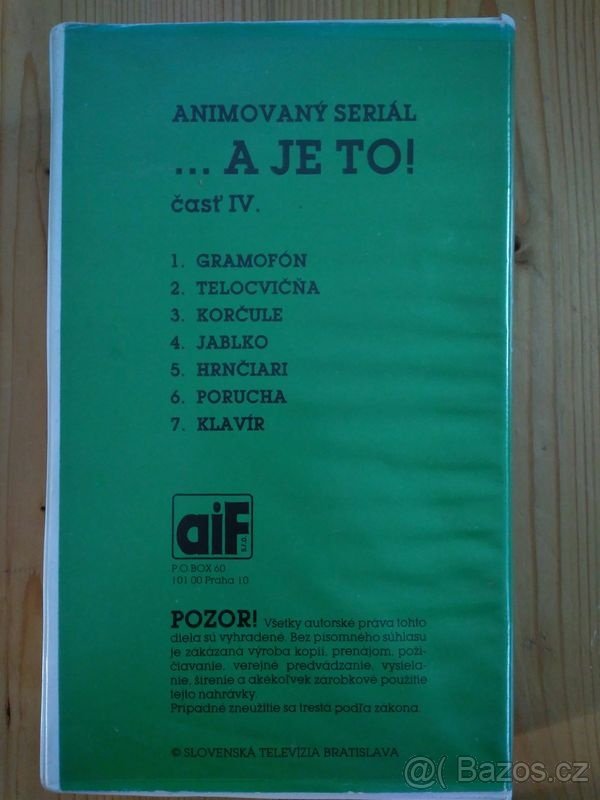 ANIMOVANÝ SERIÁL
... A JE TO!
časť IV.
1. GRAMOFÓN
2. TELOCVIČŇA
3. KORČULE
4. JABLKO
5. HRNČIARI
6. PORUCHA
7. KLAVÍR
aiF s.r.o.
P.O.BOX 60
101 00 Praha 10
POZOR! Všetky autorské práva tohto
diela sú vyhradené. Bez písomného súhlasu
je zakázaná výroba kopií, prenájom, poži-
čiavanie, verejné predvádzanie, vysiela-
nie, šírenie a akékoľvek zárobkové použitie
tejto nahrávky.
Prípadné zneužitie sa trestá podľa zákona.
© SLOVENSKÁ TELEVÍZIA BRATISLAVA
Bazos.cz